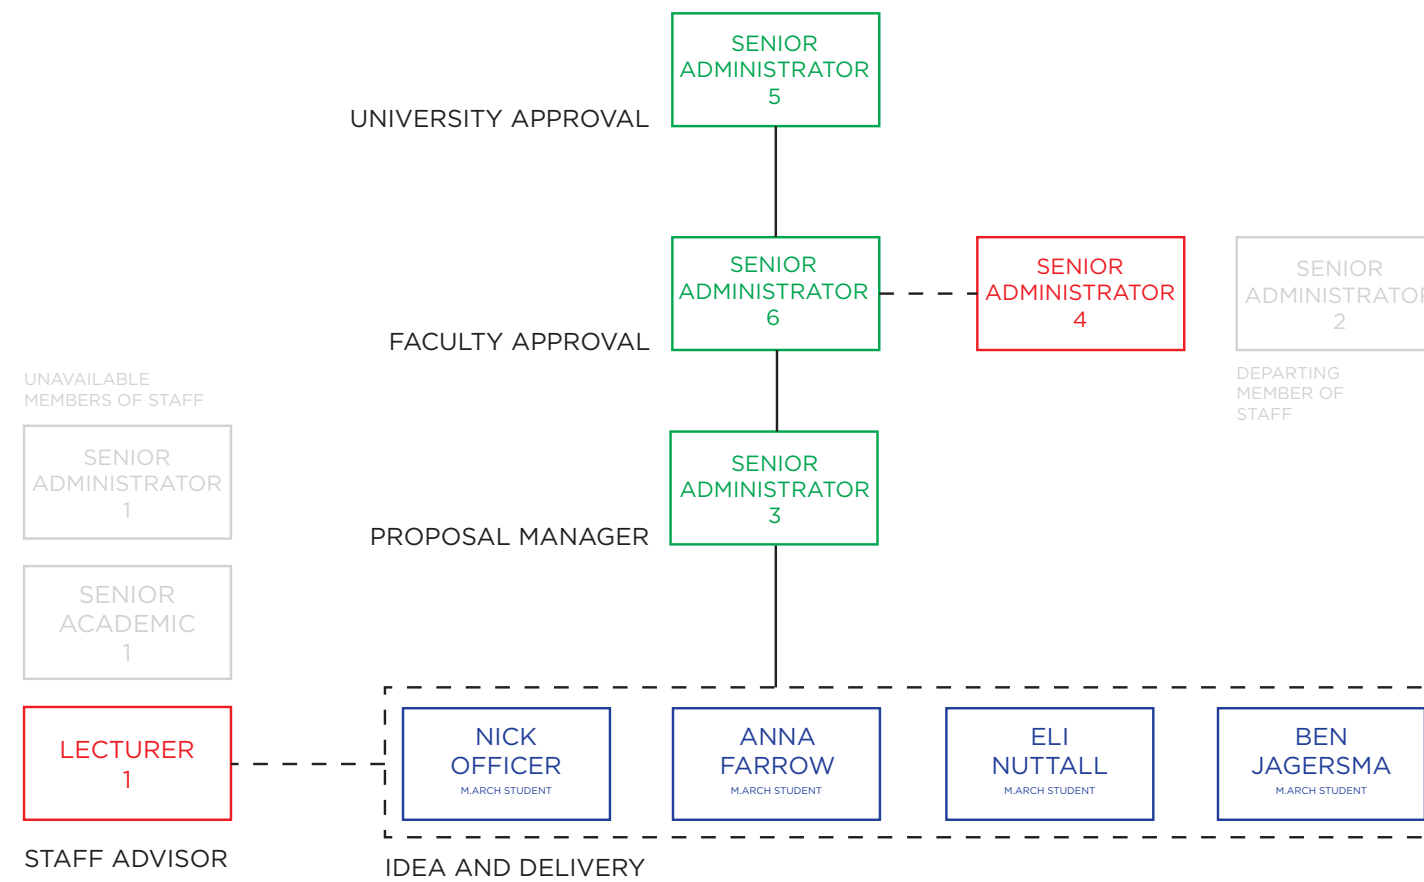 SENIOR
ADMINISTRATOR
5
UNIVERSITY APPROVAL
SENIOR
ADMINISTRATOR
6
SENIOR
ADMINISTRATOR
4
SENIOR
ADMINISTRATOR
2
FACULTY APPROVAL
DEPARTING
MEMBER OF
STAFF
UNAVAILABLE
MEMBERS OF STAFF
SENIOR
ADMINISTRATOR
1
SENIOR
ADMINISTRATOR
3
PROPOSAL MANAGER
SENIOR
ACADEMIC
1
LECTURER
1
STAFF ADVISOR
NICK
OFFICER
M.ARCH STUDENT
ANNA
FARROW
M.ARCH STUDENT
ELI
NUTTALL
M.ARCH STUDENT
BEN
JAGERSMA
M.ARCH STUDENT
IDEA AND DELIVERY